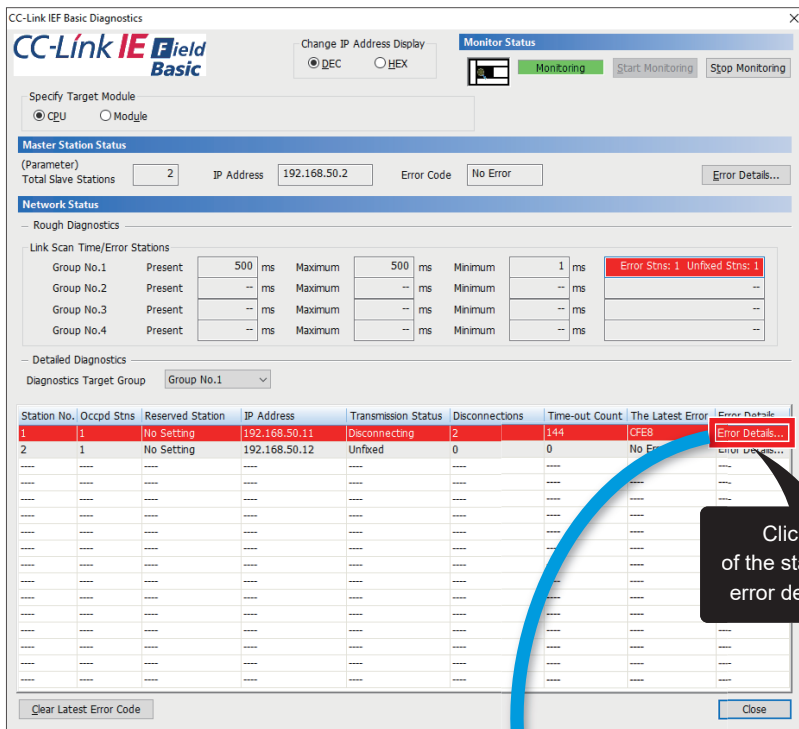 CC-Link IEF Basic Diagnostics
CC-Link IE Field Basic
Change IP Address Display
DEC HEX
Monitor Status
Monitoring Start Monitoring Stop Monitoring
Specify Target Module
CPU Module
Master Station Status
(Parameter)
Total Slave Stations 2 IP Address 192.168.50.2 Error Code No Error Error Details...
Network Status
Rough Diagnostics
Link Scan Time/Error Stations
Group No.1 Present 500 ms Maximum 500 ms Minimum 1 ms Error Stns: 1 Unfixed Stns: 1
Group No.2 Present -- ms Maximum -- ms Minimum -- ms --
Group No.3 Present -- ms Maximum -- ms Minimum -- ms --
Group No.4 Present -- ms Maximum -- ms Minimum -- ms --
Detailed Diagnostics
Diagnostics Target Group Group No.1
Station No. Occpd Stns Reserved Station IP Address Transmission Status Disconnections Time-out Count The Latest Error Error Details
1 1 No Setting 192.168.50.11 Disconnecting 2 144 CFE8 Error Details...
2 1 No Setting 192.168.50.12 Unfixed 0 0 No Error Details...
of the
error
Clear Latest Error Code Close